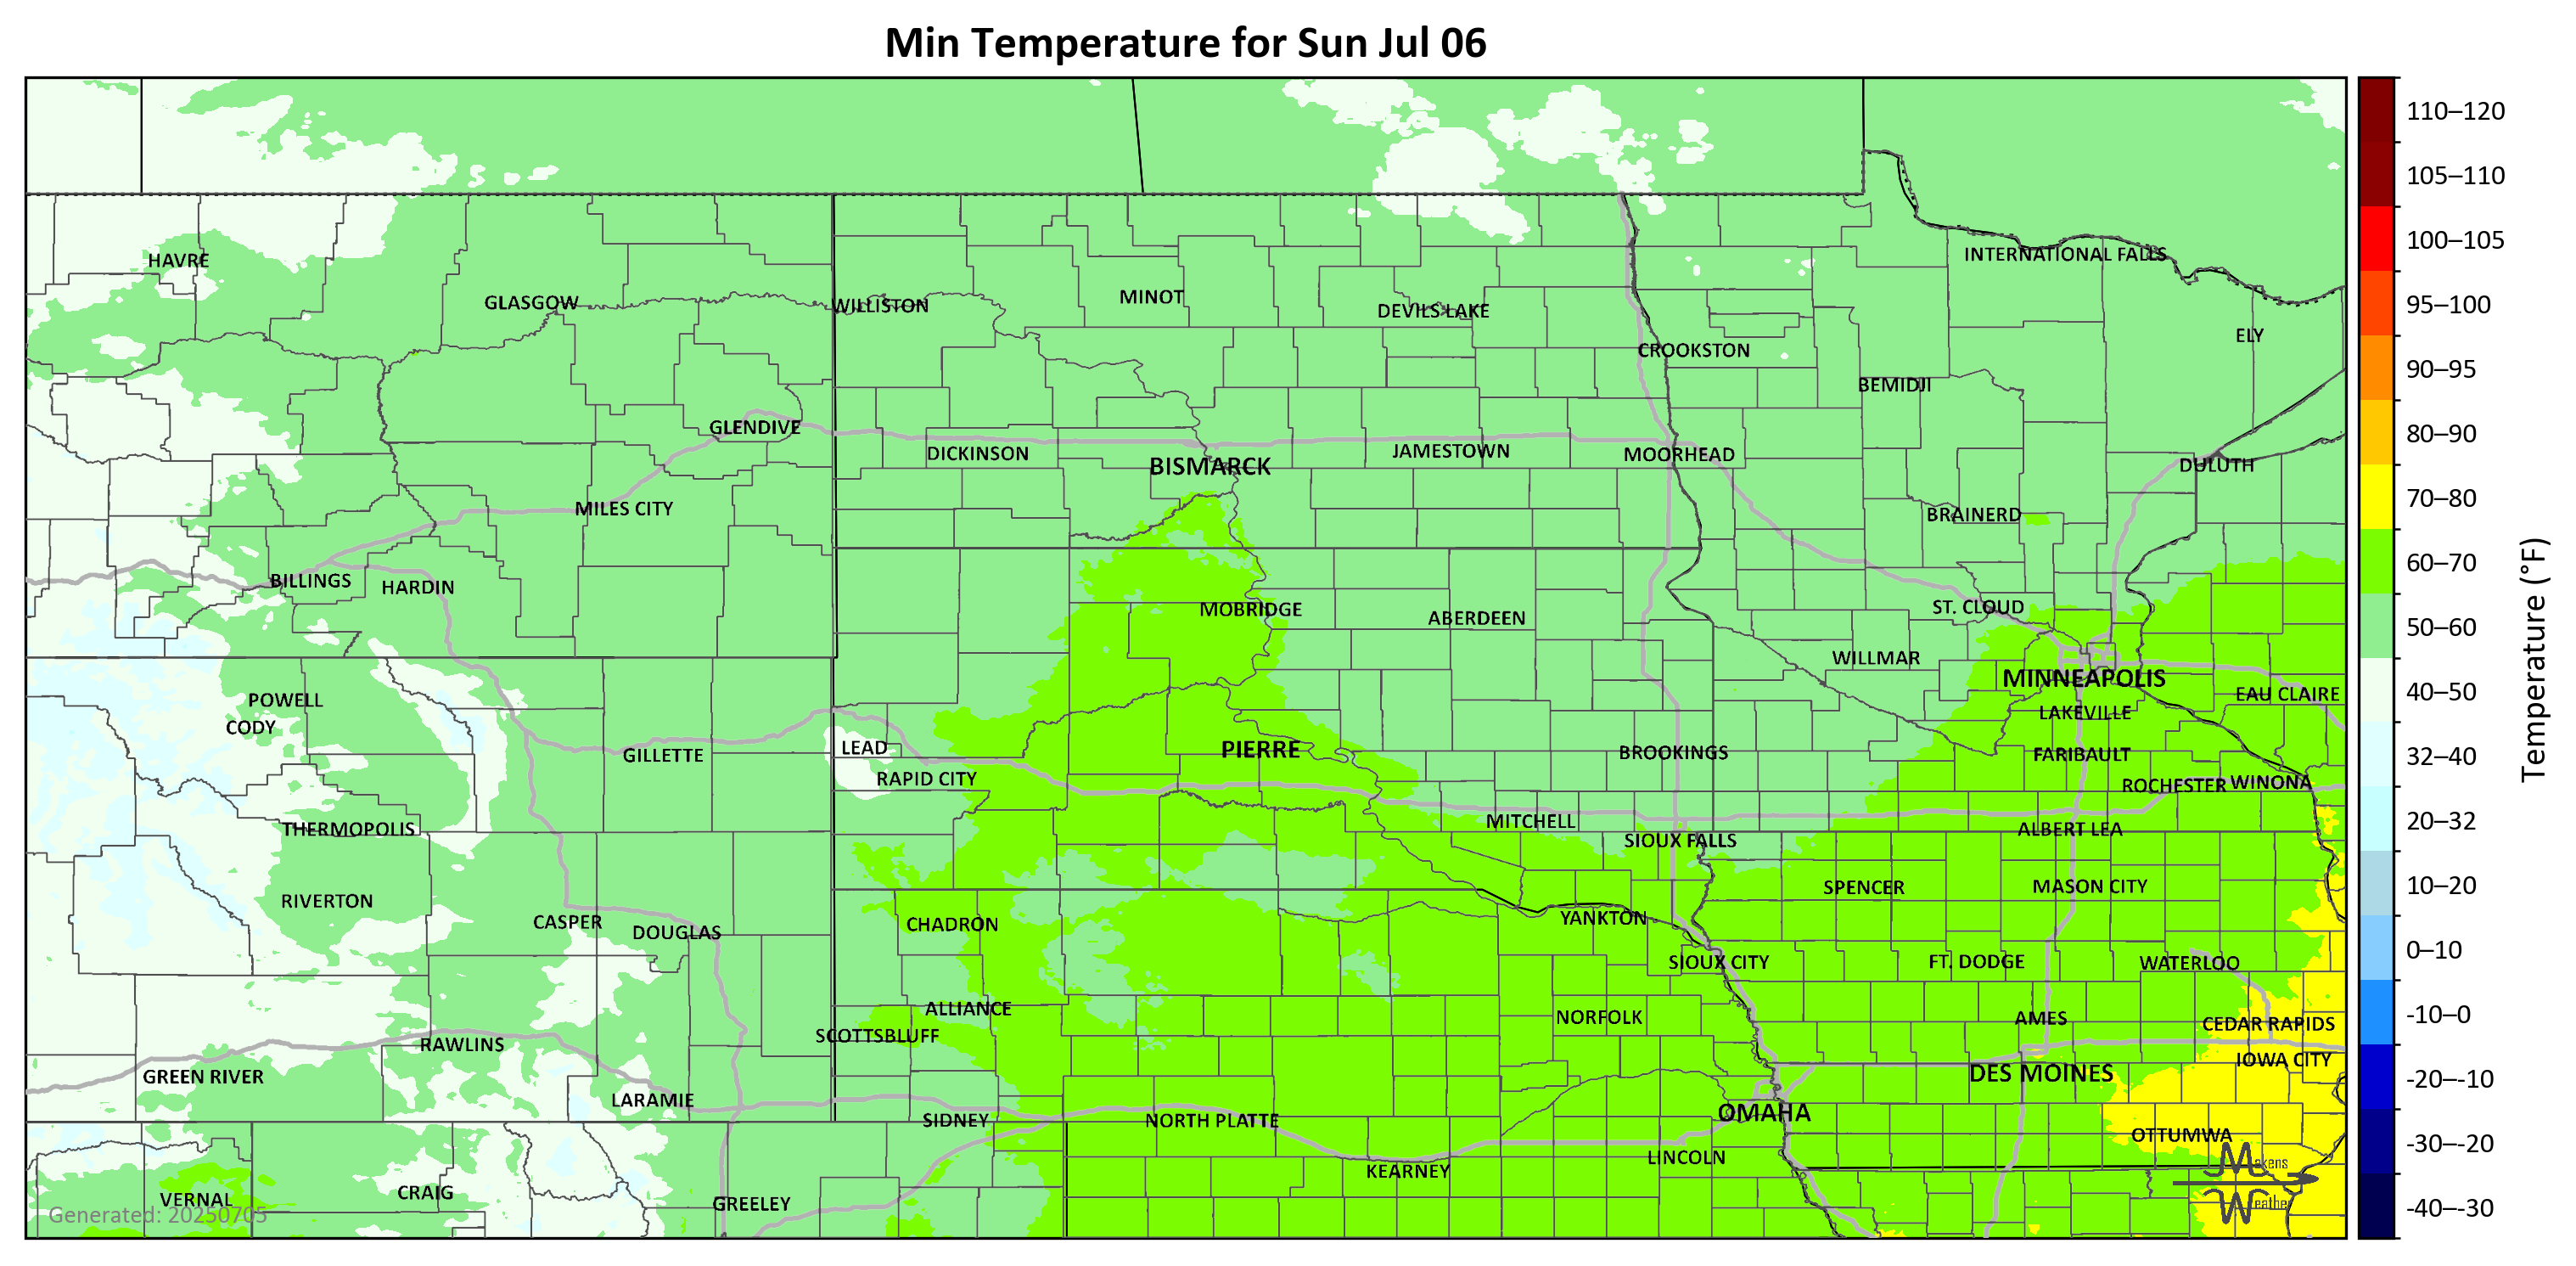 Min Temperature for Sun Jul 06
110–120
105–110
100–105
95–100
90–95
80–90
70–80
60–70
50–60
40–50
32–40
20–32
10–20
0–10
-10–0
-20–-10
-30–-20
-40–-30
Temperature (°F)
HAVRE
GLASGOW
WILLISTON
MINOT
DEVILS LAKE
INTERNATIONAL FALLS
ELY
CROOKSTON
BEMIDJI
GLENDIVE
DICKINSON
BISMARCK
JAMESTOWN
MOORHEAD
DULUTH
MILES CITY
BRAINERD
BILLINGS
HARDIN
MOBRIDGE
ABERDEEN
ST. CLOUD
WILLMAR
MINNEAPOLIS
EAU CLAIRE
POWELL
CODY
LAKEVILLE
GILLETTE
LEAD
PIERRE
BROOKINGS
FARIBAULT
RAPID CITY
ROCHESTER
WINONA
THERMOPOLIS
MITCHELL
SIOUX FALLS
ALBERT LEA
RIVERTON
SPENCER
MASON CITY
CASPER
DOUGLAS
CHADRON
YANKTON
SIOUX CITY
FT. DODGE
WATERLOO
ALLIANCE
NORFOLK
AMES
CEDAR RAPIDS
SCOTTSBLUFF
RAWLINS
IOWA CITY
GREEN RIVER
DES MOINES
LARAMIE
SIDNEY
NORTH PLATTE
OMAHA
OTTUMWA
LINCOLN
KEARNEY
VERNAL
CRAIG
GREELEY
Makens
Weather
Generated: 20250705